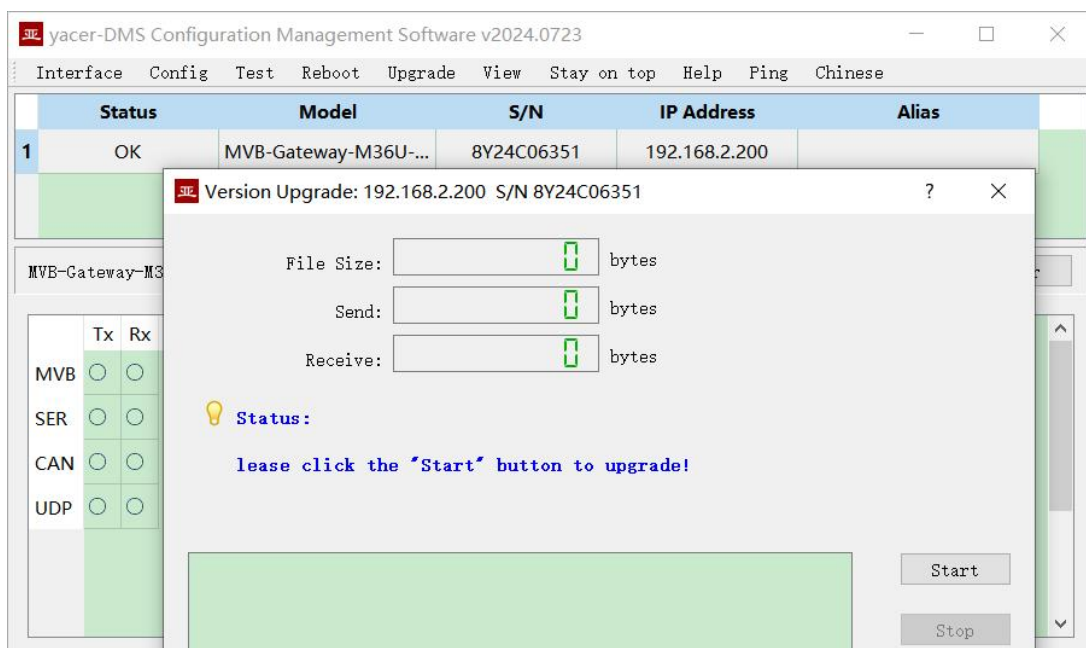 亚 yacer-DMS Configuration Management Software v2024.0723
Interface Config Test Reboot Upgrade View Stay on top Help Ping Chinese
Status Model S/N IP Address Alias
1 OK MVB-Gateway-M36U-... 8Y24C06351 192.168.2.200
亚 Version Upgrade: 192.168.2.200 S/N 8Y24C06351 ?
File Size: 0 bytes
MVB-Gateway-M3
Send: 0 bytes
Tx Rx
Receive: 0 bytes
MVB
SER
Status:
CAN
lease click the "Start" button to upgrade!
UDP
Start
Stop